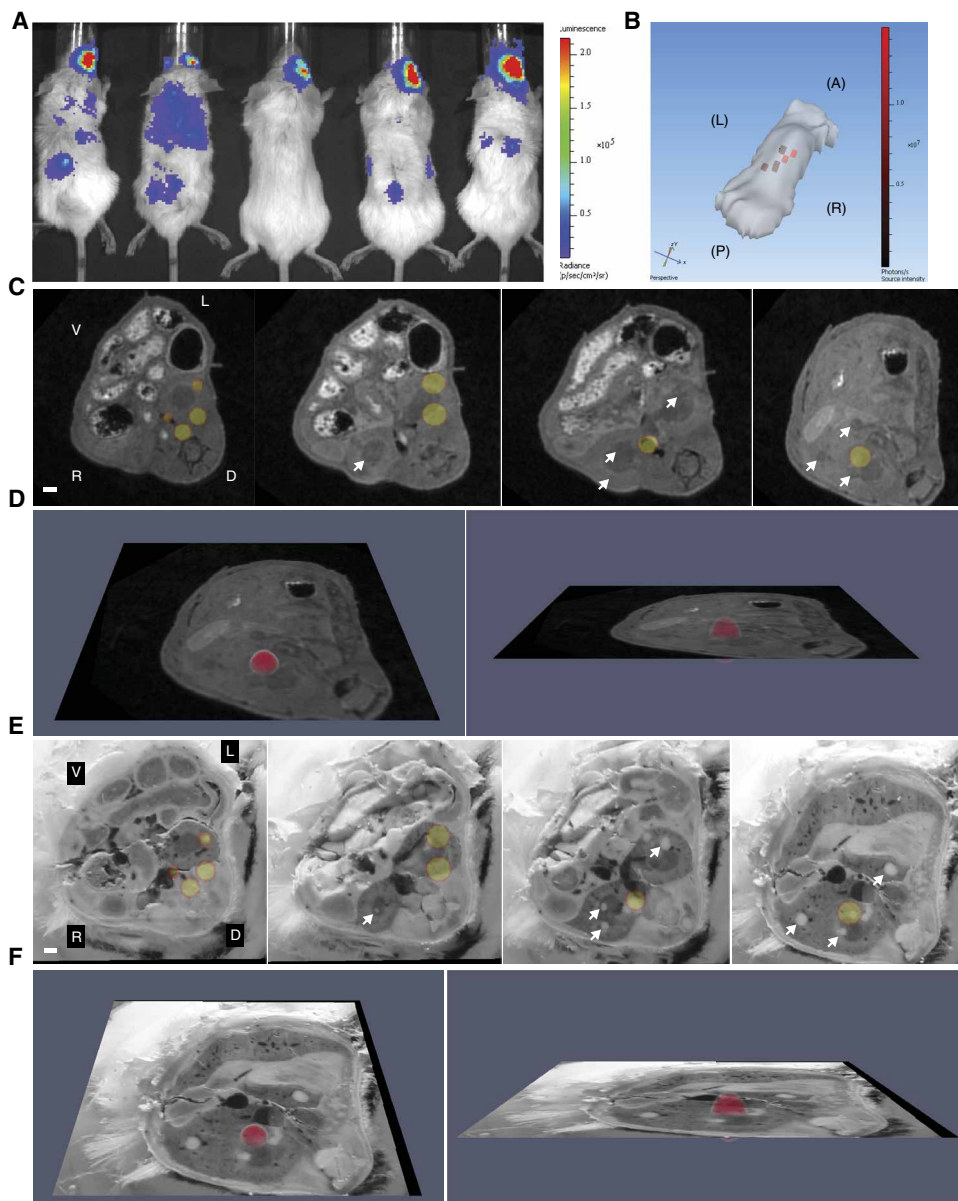 A
Luminescence
2.0
1.5
1.0
×10⁵
0.5
Radiance
(p/sec/cm²/sr)
B
(A)
(L)
(R)
(P)
1.0
×10⁷
0.5
Perspective
Photons/s
Source intensity
C
L
V
R
D
D
E
V
L
R
D
F